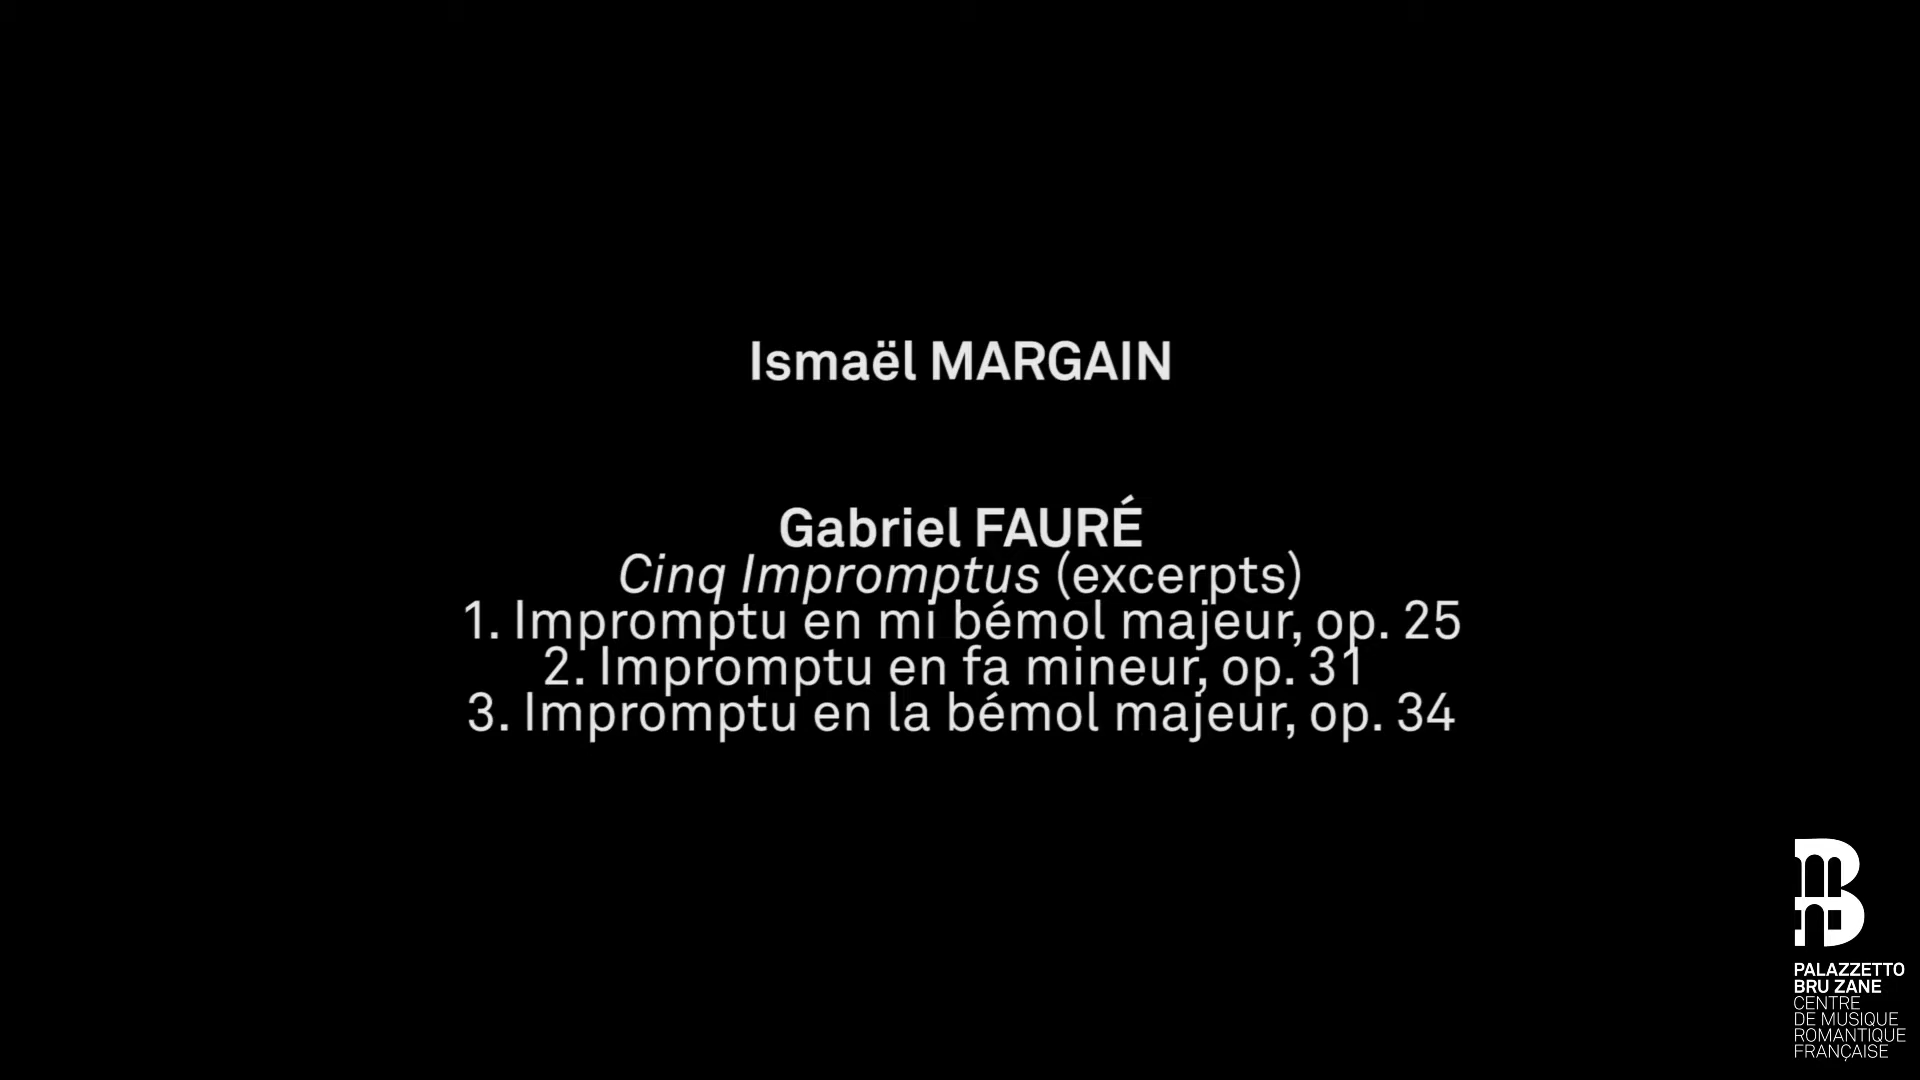 Ismaël MARGAIN
Gabriel FAURÉ
Cinq Impromptus (excerpts)
1. Impromptu en mi bémol majeur, op. 25
2. Impromptu en fa mineur, op. 31
3. Impromptu en la bémol majeur, op. 34
PALAZZETTO
BRU ZANE
CENTRE
DE MUSIQUE
ROMANTIQUE
FRANÇAISE